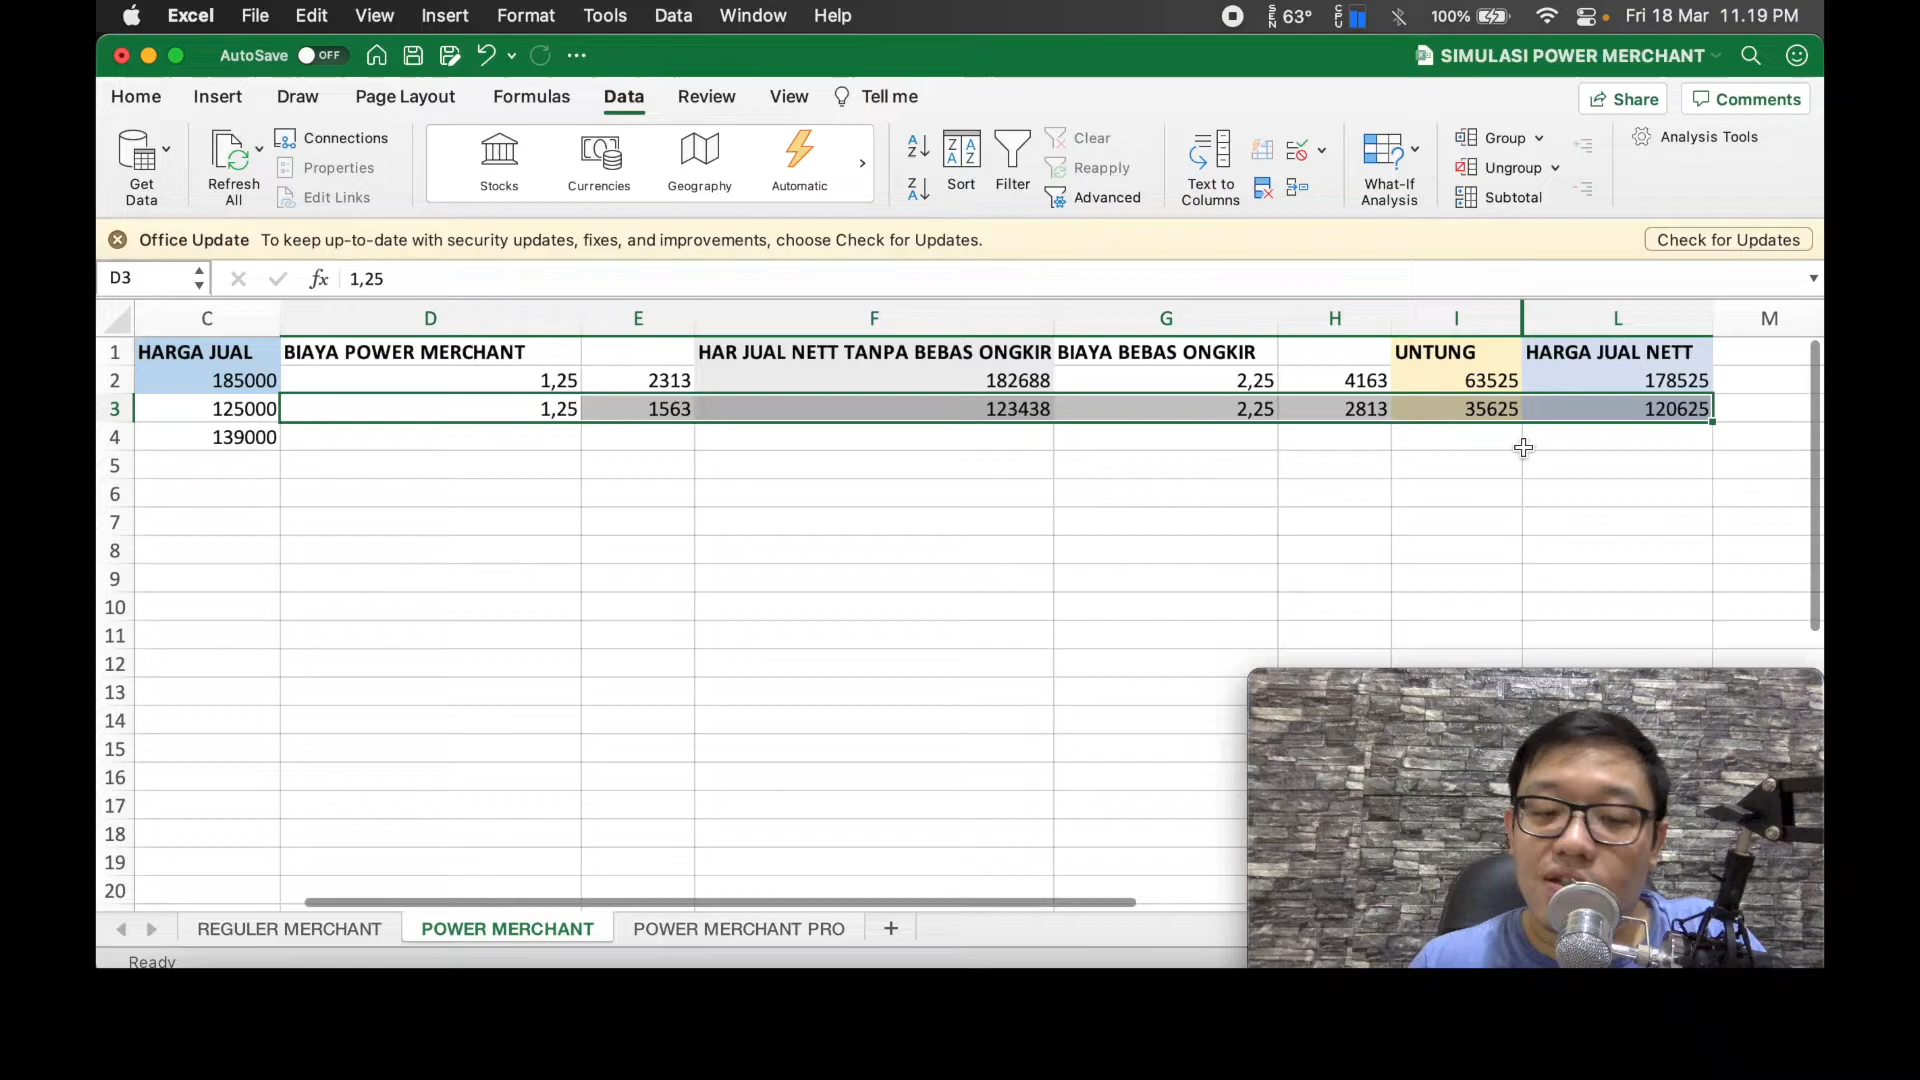 Excel File Edit View Insert Format Tools Data Window Help
SEN 63° CPU 100% Fri 18 Mar 11.19 PM
AutoSave OFF SIMULASI POWER MERCHANT
Home Insert Draw Page Layout Formulas Data Review View Tell me Share Comments
Get Data
Refresh All
Connections
Properties
Edit Links
Stocks Currencies Geography Automatic
Sort Filter
Clear
Reapply
Advanced
Text to Columns
What-If Analysis
Group
Ungroup
Subtotal
Analysis Tools
Office Update To keep up-to-date with security updates, fixes, and improvements, choose Check for Updates. Check for Updates
D3 fx 1,25
C D E F G H I L M
1 HARGA JUAL BIAYA POWER MERCHANT HAR JUAL NETT TANPA BEBAS ONGKIR BIAYA BEBAS ONGKIR UNTUNG HARGA JUAL NETT
2 185000 1,25 2313 182688 2,25 4163 63525 178525
3 125000 1,25 1563 123438 2,25 2813 35625 120625
4 139000
5
6
7
8
9
10
11
12
13
14
15
16
17
18
19
20
REGULER MERCHANT POWER MERCHANT POWER MERCHANT PRO +
Ready